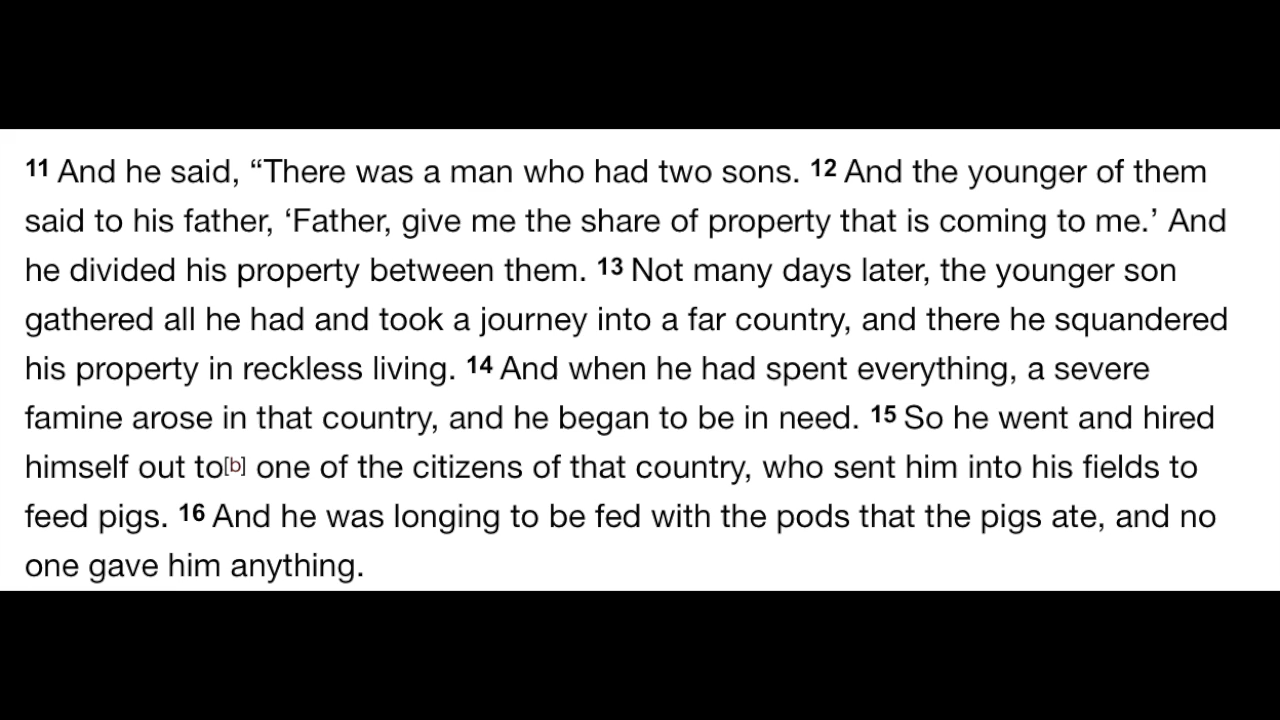 11 And he said, “There was a man who had two sons. 12 And the younger of them
said to his father, ‘Father, give me the share of property that is coming to me.’ And
he divided his property between them. 13 Not many days later, the younger son
gathered all he had and took a journey into a far country, and there he squandered
his property in reckless living. 14 And when he had spent everything, a severe
famine arose in that country, and he began to be in need. 15 So he went and hired
himself out to[b] one of the citizens of that country, who sent him into his fields to
feed pigs. 16 And he was longing to be fed with the pods that the pigs ate, and no
one gave him anything.